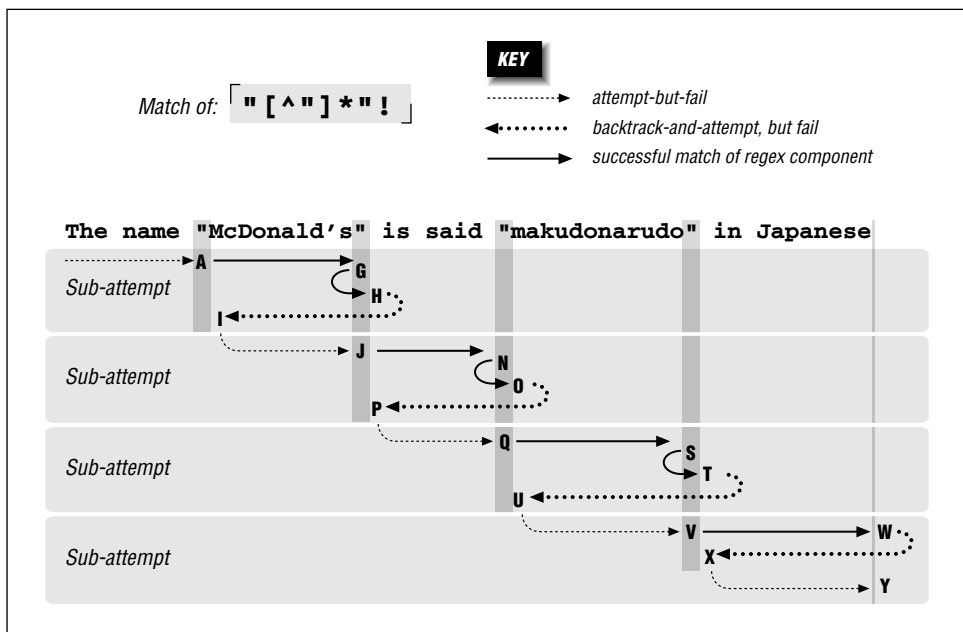 KEY
Match of: "[^"]*"!
attempt-but-fail
backtrack-and-attempt, but fail
successful match of regex component
The name "McDonald's" is said "makudonarudo" in Japanese
A G
Sub-attempt
H
I
J N
Sub-attempt
O
P
Q S
Sub-attempt
T
U
V W
Sub-attempt
X
Y